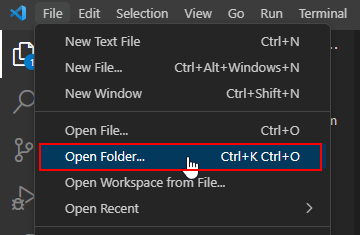 File Edit Selection View Go Run Terminal
New Text File Ctrl+N
New File... Ctrl+Alt+Windows+N
New Window Ctrl+Shift+N
Open File... Ctrl+O
Open Folder... Ctrl+K Ctrl+O
Open Workspace from File...
Open Recent
1